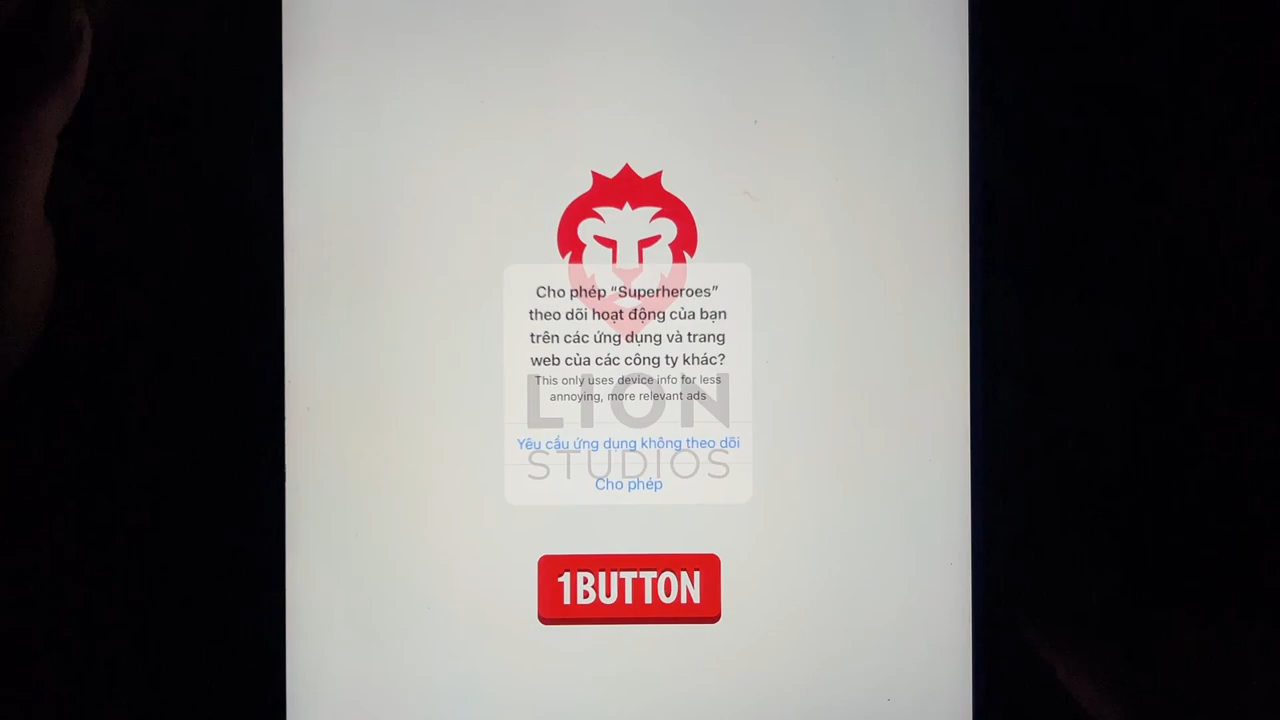 Cho phép “Superheroes”
theo dõi hoạt động của bạn
trên các ứng dụng và trang
web của các công ty khác?
This only uses device info for less
annoying, more relevant ads
LION
Yêu cầu ứng dụng không theo dõi
STUDIOS
Cho phép
1BUTTON